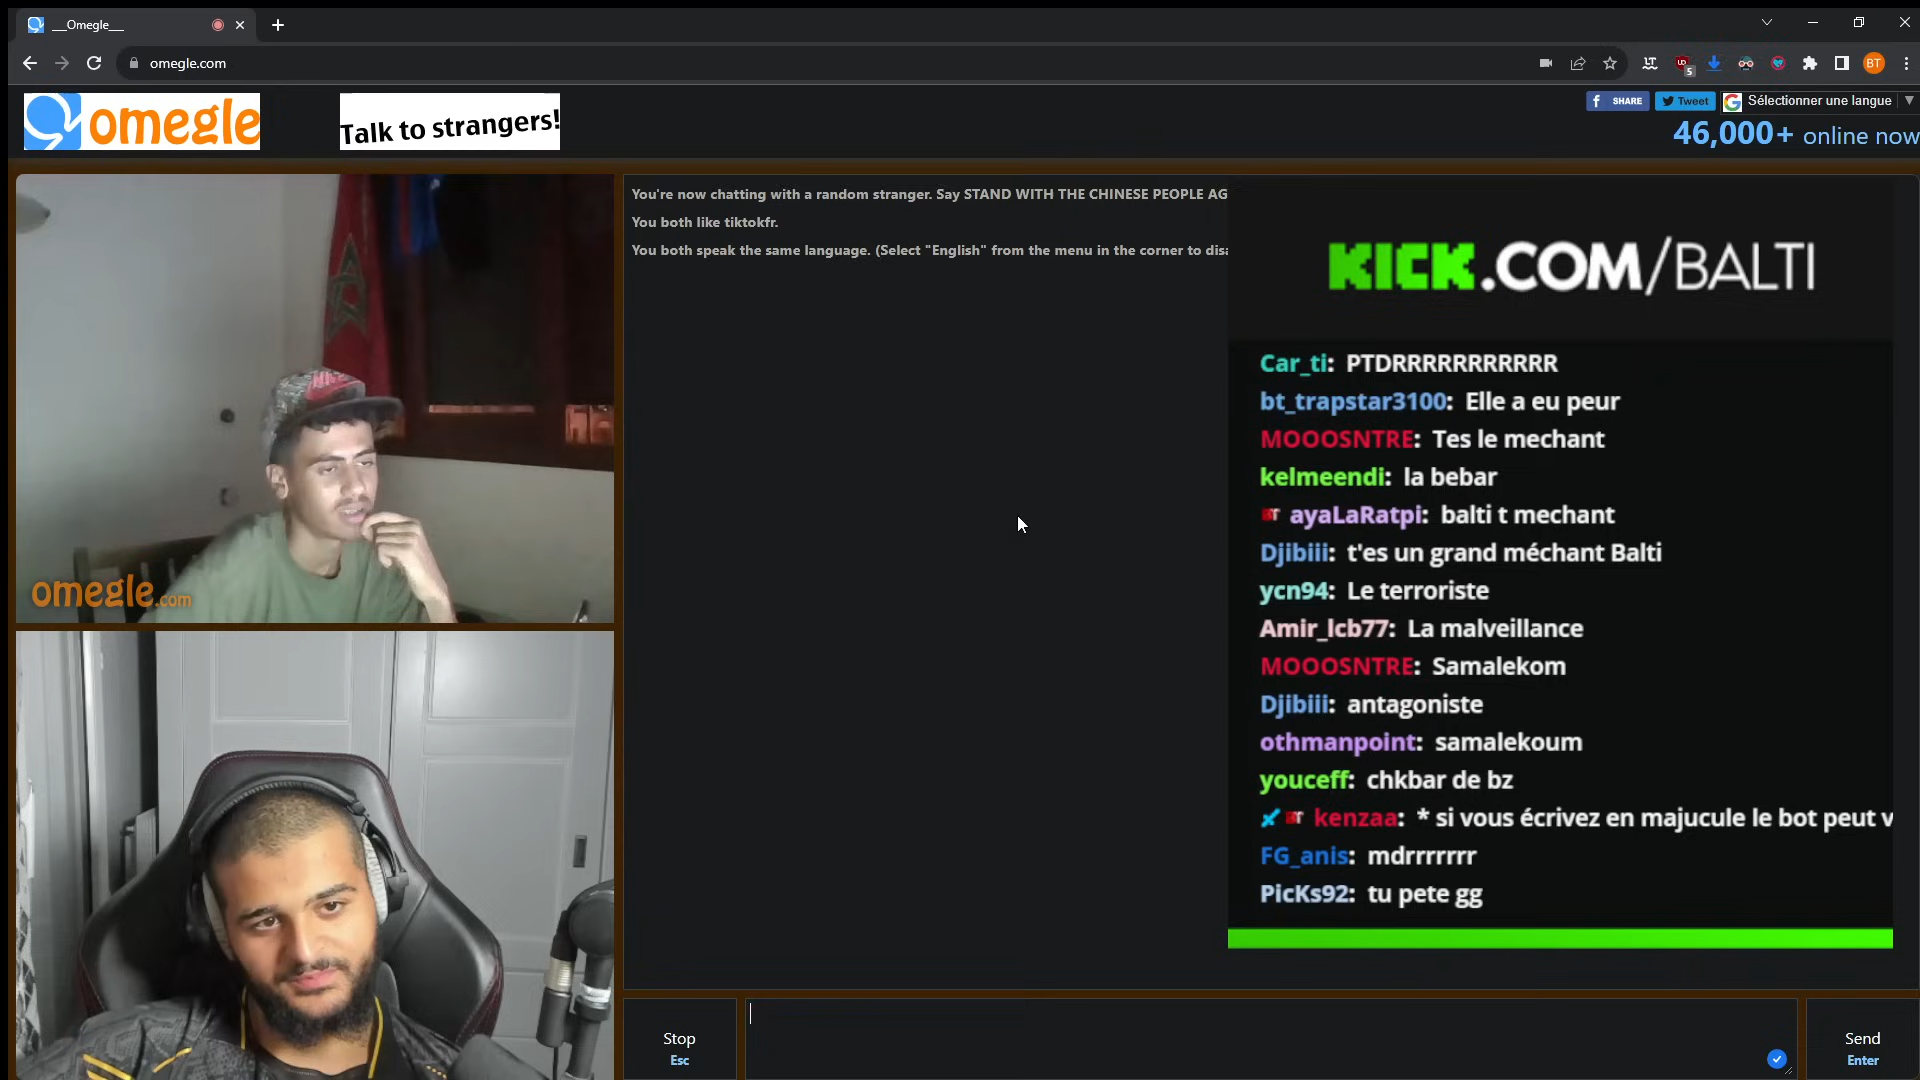 __Omegle__
omegle.com
5
BT
omegle
Talk to strangers!
f SHARE
Tweet
Sélectionner une langue
46,000+ online now
You're now chatting with a random stranger. Say STAND WITH THE CHINESE PEOPLE AG
You both like tiktokfr.
You both speak the same language. (Select "English" from the menu in the corner to disa
omegle.com
KICK.COM/BALTI
Car_ti: PTDRRRRRRRRRRR
bt_trapstar3100: Elle a eu peur
MOOOSNTRE: Tes le mechant
kelmeendi: la bebar
BT ayaLaRatpi: balti t mechant
Djibiii: t'es un grand méchant Balti
ycn94: Le terroriste
Amir_lcb77: La malveillance
MOOOSNTRE: Samalekom
Djibiii: antagoniste
othmanpoint: samalekoum
youceff: chkbar de bz
BT kenzaa: * si vous écrivez en majucule le bot peut v
FG_anis: mdrrrrrrr
PicKs92: tu pete gg
Stop
Esc
Send
Enter